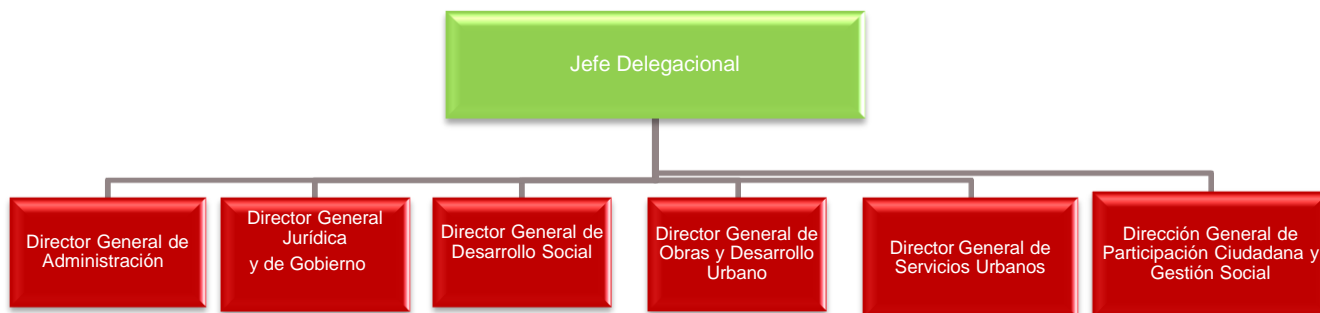 Jefe Delegacional
Director General de
Administración
Director General
Jurídica
y de Gobierno
Director General de
Desarrollo Social
Director General de
Obras y Desarrollo
Urbano
Director General de
Servicios Urbanos
Dirección General de
Participación Ciudadana y
Gestión Social